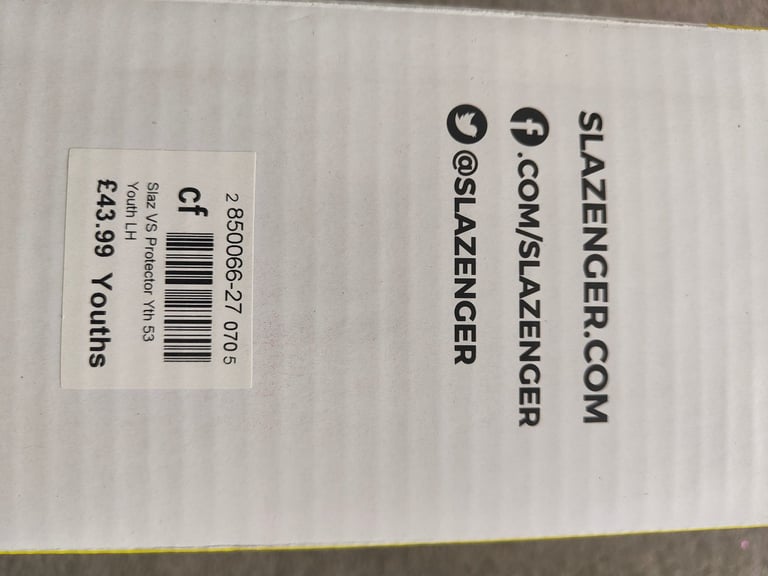 SLAZENGER.COM
f.COM/SLAZENGER
@SLAZENGER
2 850066-27 070 5
cf
Slaz VS Protector Yth 53
Youth LH
£43.99 Youths